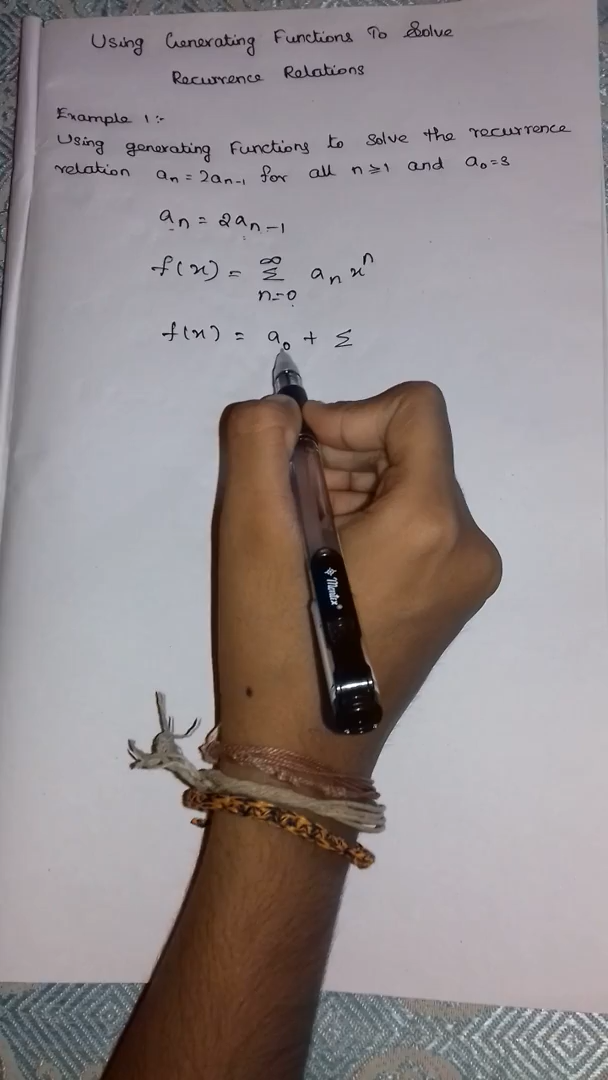 Using Generating Functions To Solve
Recurrence Relations
Example 1:-
Using generating Functions to solve the recurrence
relation aₙ = 2aₙ₋₁ for all n ≥ 1 and a₀ = 3
aₙ = 2aₙ₋₁
f(x) = ∞ Σ n=0 aₙ xⁿ
f(x) = a₀ + Σ
Montex